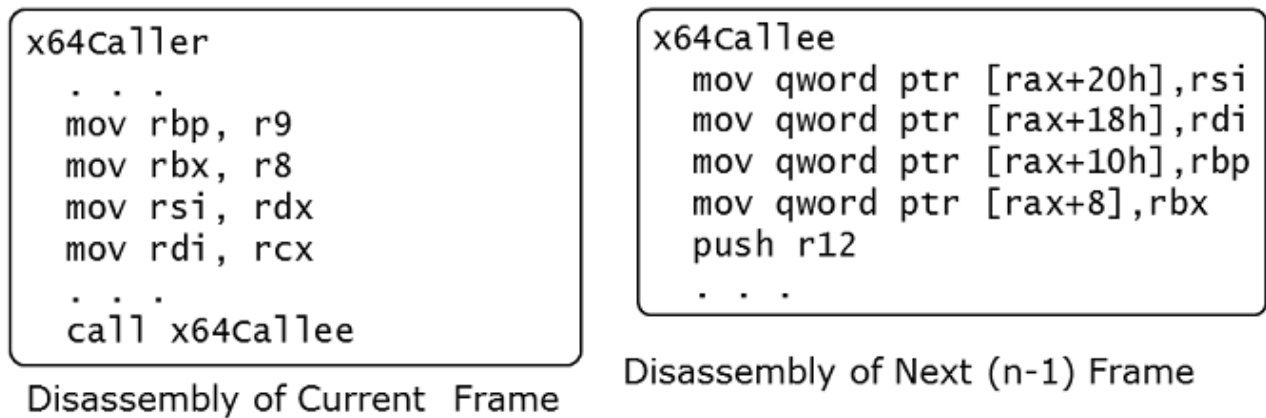 x64Caller
. . .
mov rbp, r9
mov rbx, r8
mov rsi, rdx
mov rdi, rcx
. . .
call x64Callee
Disassembly of Current Frame
x64Callee
mov qword ptr [rax+20h],rsi
mov qword ptr [rax+18h],rdi
mov qword ptr [rax+10h],rbp
mov qword ptr [rax+8],rbx
push r12
. . .
Disassembly of Next (n-1) Frame